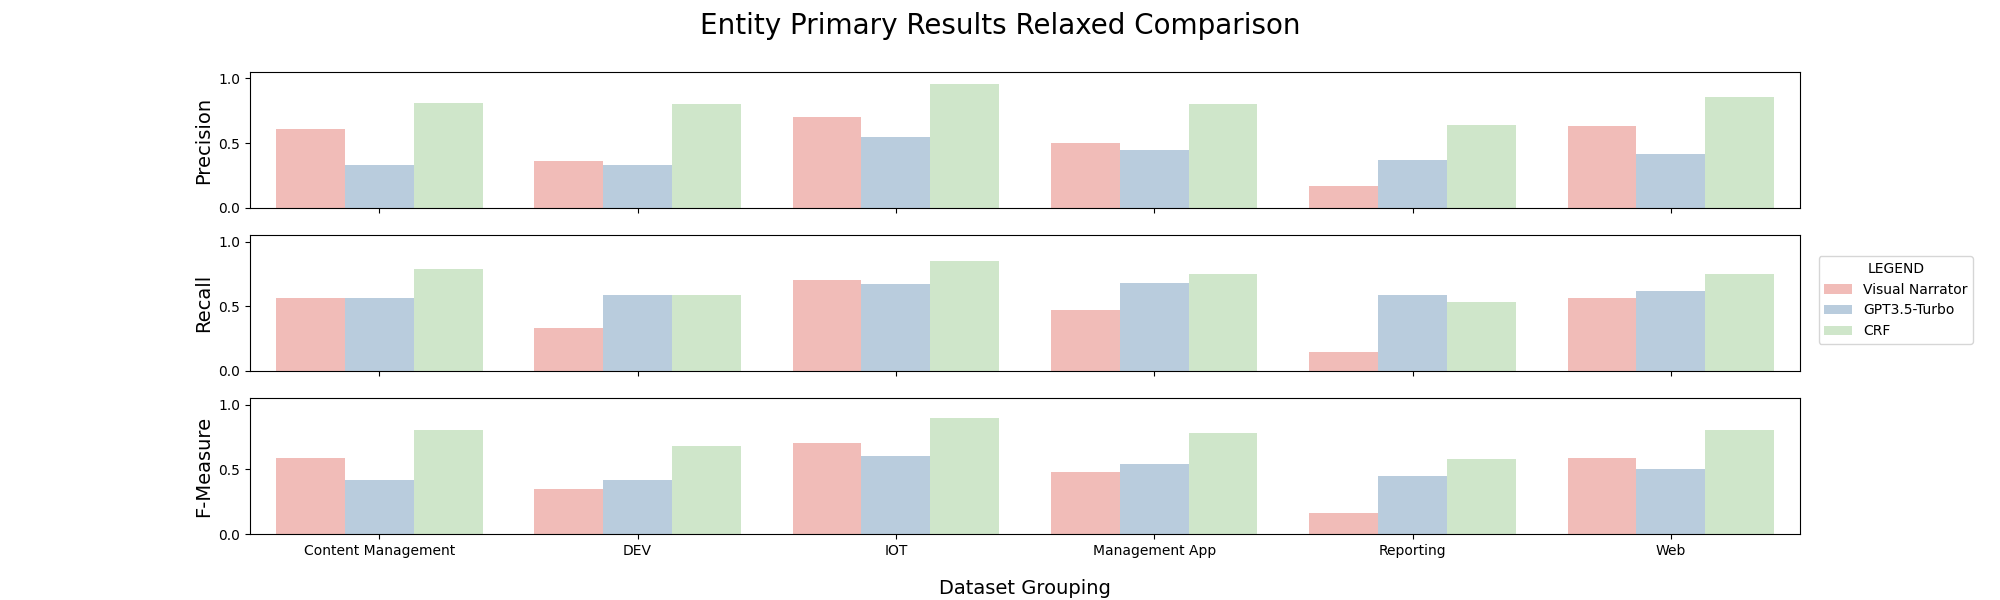 Entity Primary Results Relaxed Comparison
1.0
0.5
0.0
Precision
1.0
0.5
0.0
Recall
1.0
0.5
0.0
F-Measure
Content Management
DEV
IOT
Management App
Reporting
Web
Dataset Grouping
LEGEND
Visual Narrator
GPT3.5-Turbo
CRF